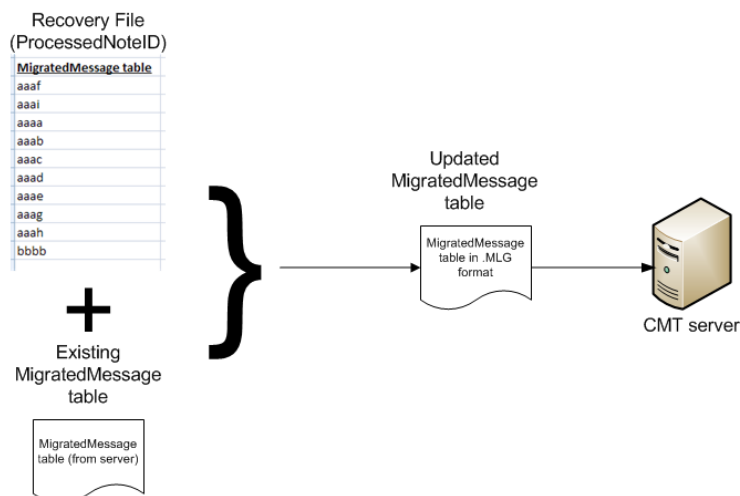 Recovery File
(ProcessedNoteID)
MigratedMessage table
aaaf
aaai
aaaa
aaab
aaac
aaad
aaae
aaag
aaah
bbbb
+
Existing
MigratedMessage
table
MigratedMessage
table (from server)
}
Updated
MigratedMessage
table
MigratedMessage
table in .MLG
format
CMT server